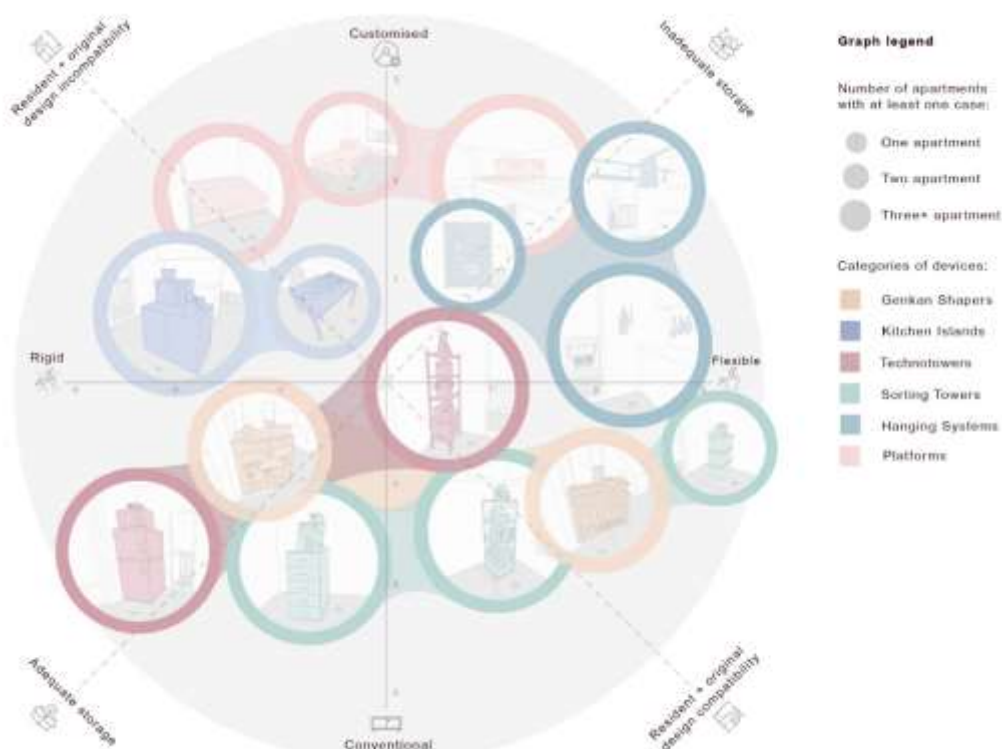 Customised
Resident + original
design incompatibility
Inadequate storage
Rigid
Flexible
Adequate storage
Resident + original
design compatibility
Conventional
Graph legend
Number of apartments
with at least one case:
One apartment
Two apartment
Three+ apartment
Categories of devices:
Genkan Shapers
Kitchen Islands
Technotowers
Sorting Towers
Hanging Systems
Platforms